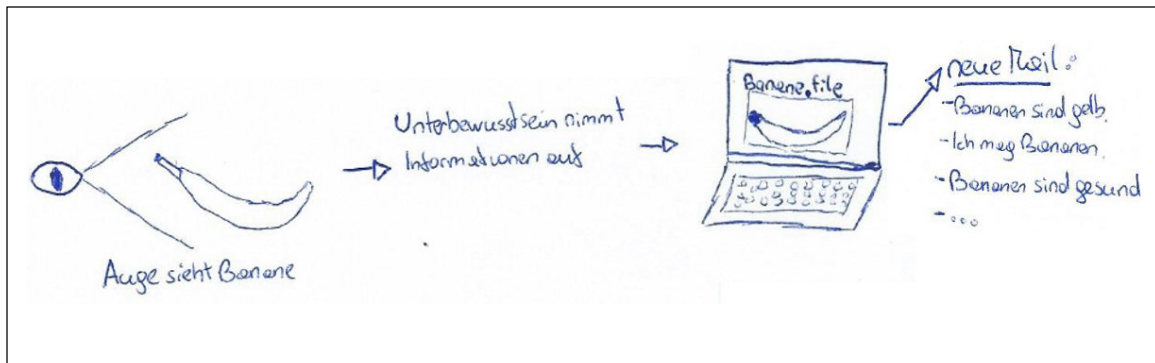 Auge sieht Banane
Unterbewusstsein nimmt
Informationen auf
Banane.file
neue Mail:
- Bananen sind gelb.
- Ich mag Bananen.
- Bananen sind gesund
- ...